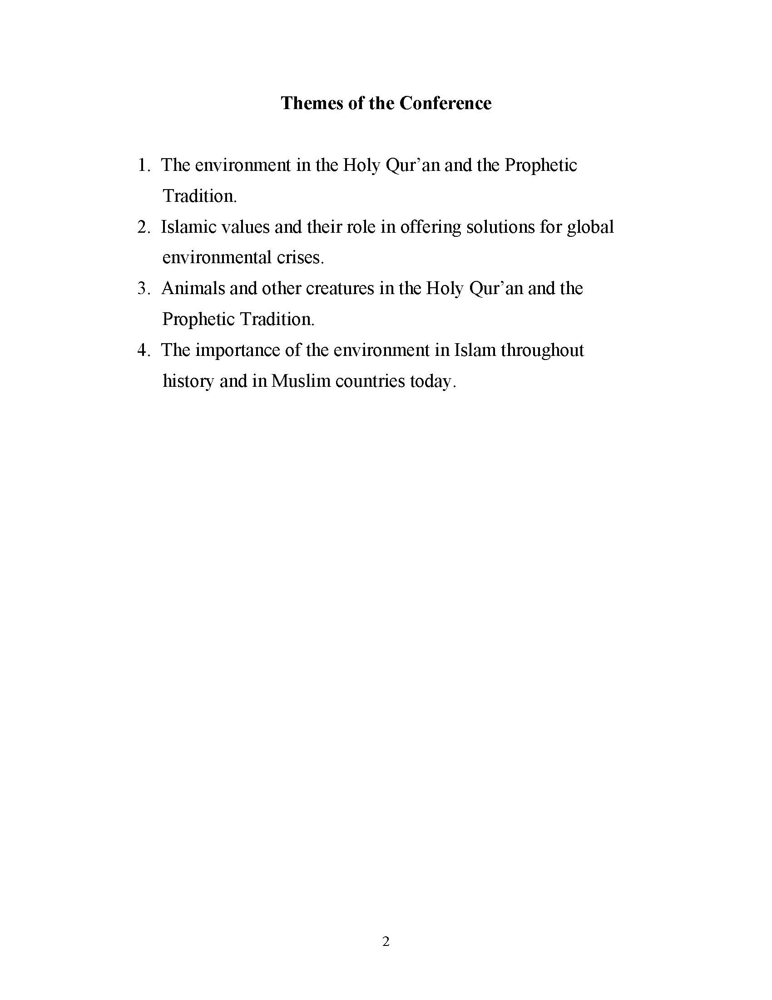 Themes of the Conference
1. The environment in the Holy Qur’an and the Prophetic
Tradition.
2. Islamic values and their role in offering solutions for global
environmental crises.
3. Animals and other creatures in the Holy Qur’an and the
Prophetic Tradition.
4. The importance of the environment in Islam throughout
history and in Muslim countries today.
2